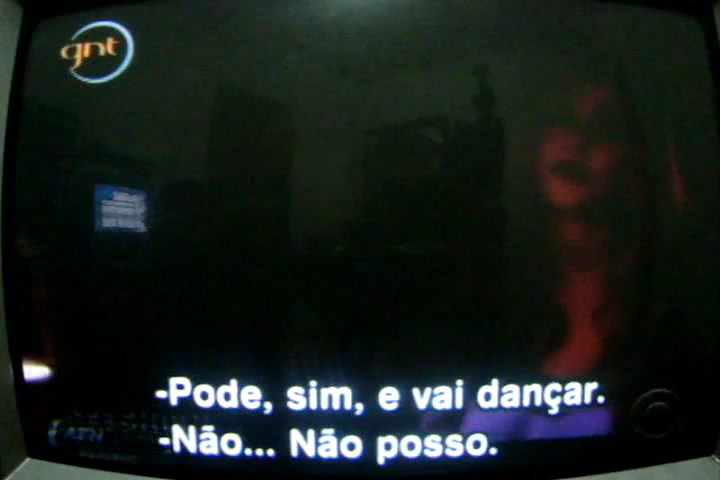 gnt
-Pode, sim, e vai dançar.
-Não... Não posso.